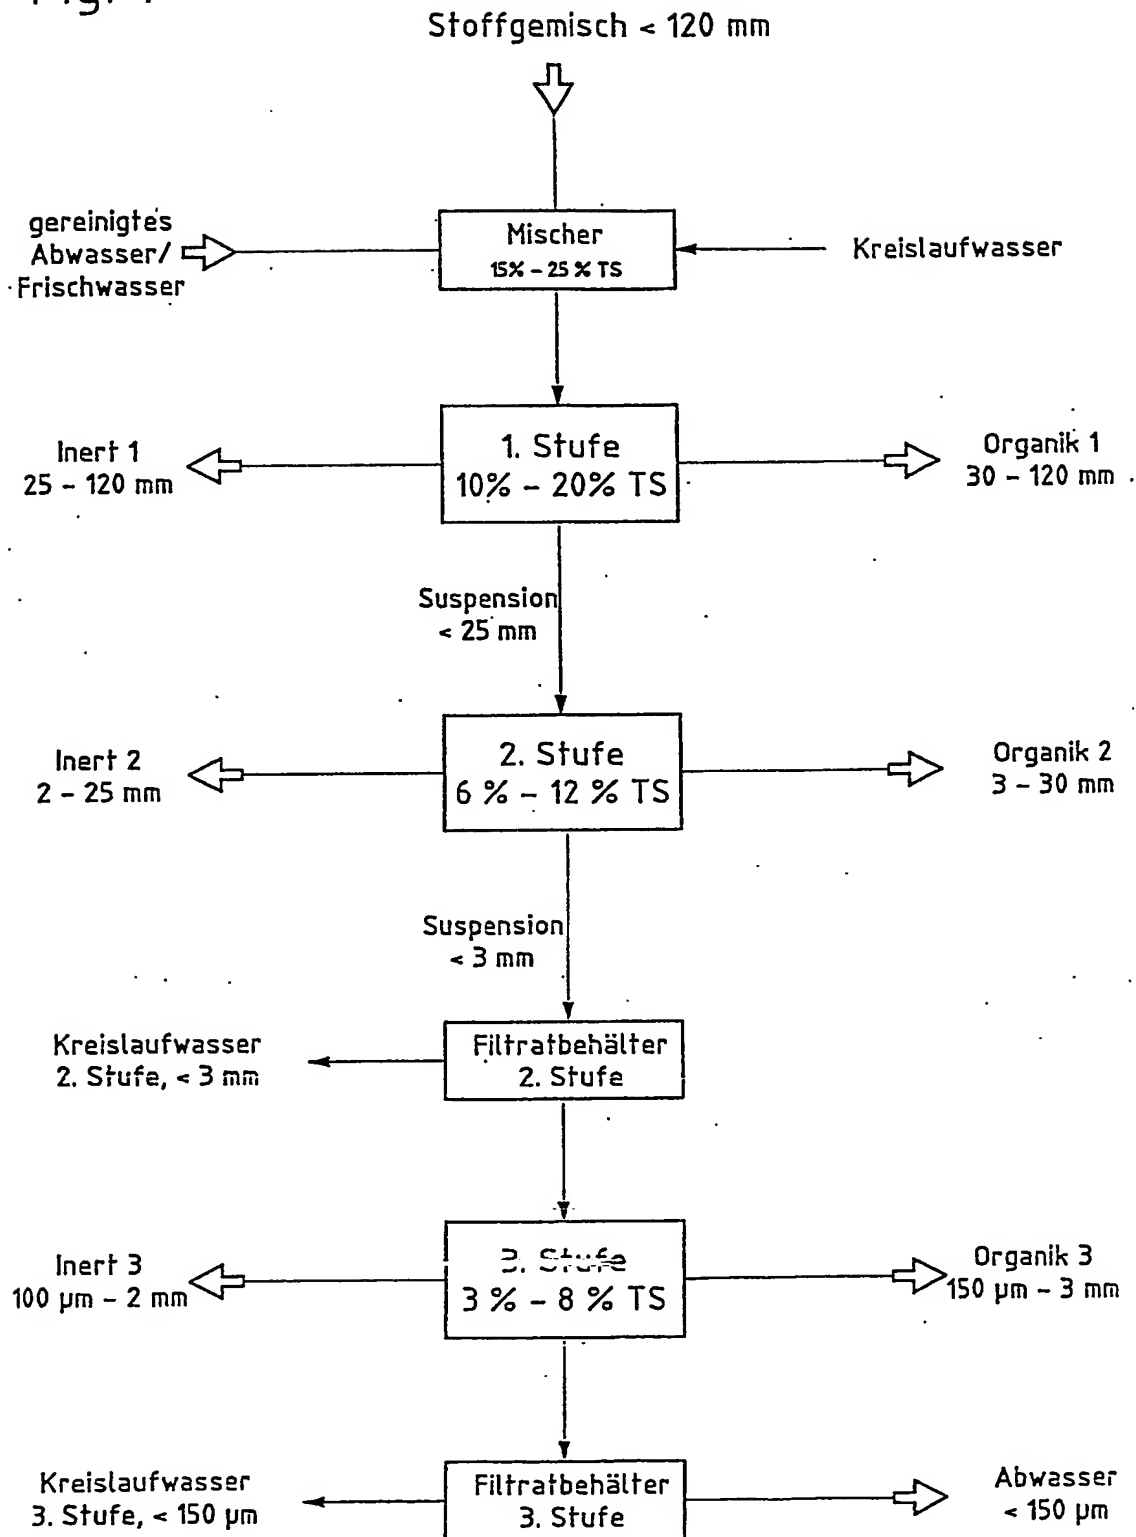 Stoffgemisch < 120 mm
gereinigtes
Abwasser/
Frischwasser
Mischer
15% - 25 % TS
Kreislaufwasser
Inert 1
25 - 120 mm
1. Stufe
10% - 20% TS
Organik 1
30 - 120 mm
Suspension
< 25 mm
Inert 2
2 - 25 mm
2. Stufe
6 % - 12 % TS
Organik 2
3 - 30 mm
Suspension
< 3 mm
Kreislaufwasser
2. Stufe, < 3 mm
Filtratbehälter
2. Stufe
Inert 3
100 µm - 2 mm
3. Stufe
3 % - 8 % TS
Organik 3
150 µm - 3 mm
Kreislaufwasser
3. Stufe, < 150 µm
Filtratbehälter
3. Stufe
Abwasser
< 150 µm